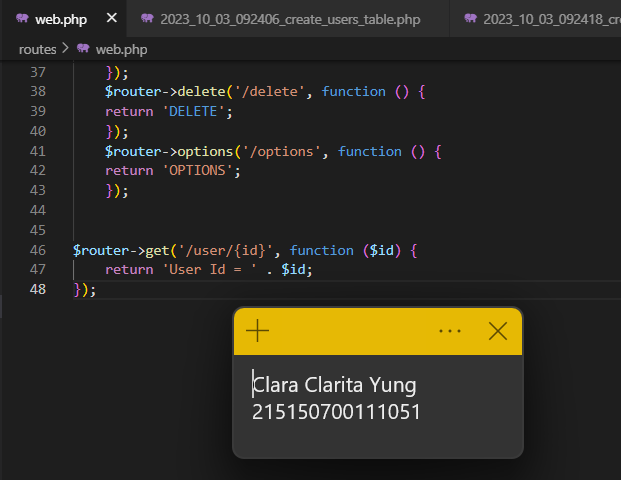 web.php
2023_10_03_092406_create_users_table.php
2023_10_03_092418_cr
routes > web.php
37 });
38 $router->delete('/delete', function () {
39 return 'DELETE';
40 });
41 $router->options('/options', function () {
42 return 'OPTIONS';
43 });
44
45
46 $router->get('/user/{id}', function ($id) {
47 return 'User Id = ' . $id;
48 });
Clara Clarita Yung
215150700111051